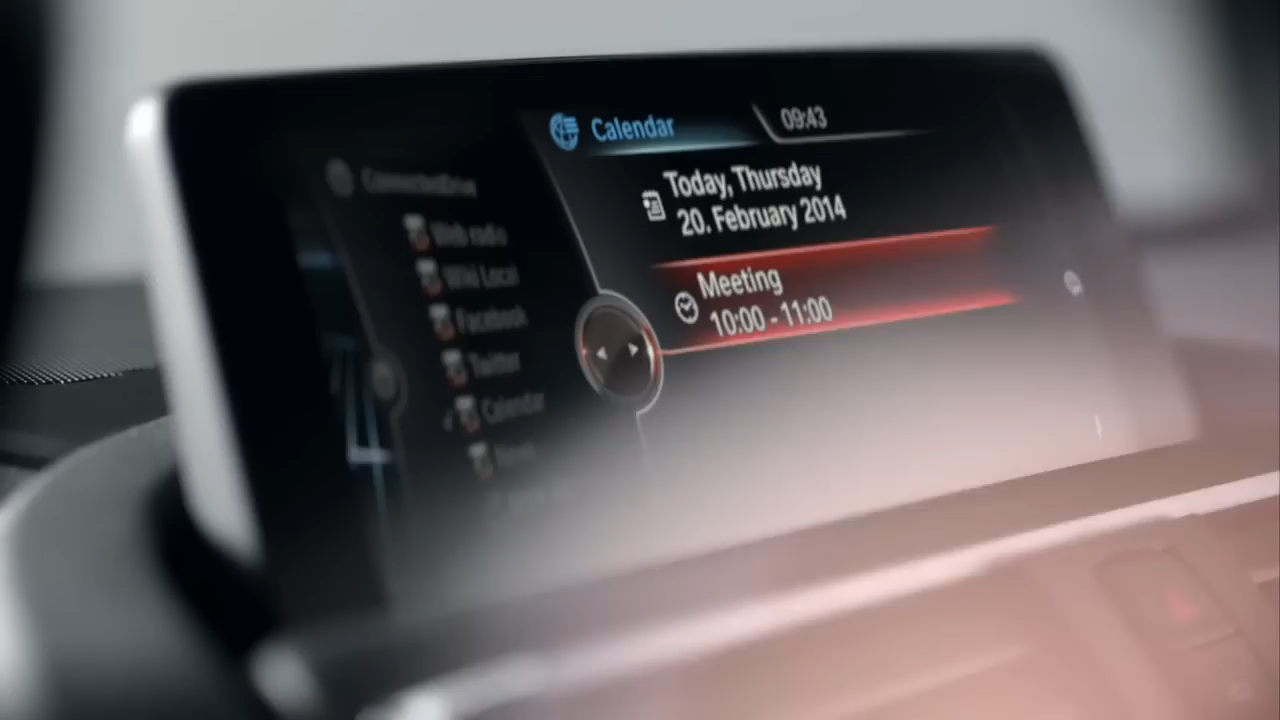 Calendar
09:43
Today, Thursday
20. February 2014
Meeting
10:00 - 11:00
ConnectedDrive
Web radio
Wiki Local
Facebook
Twitter
Calendar